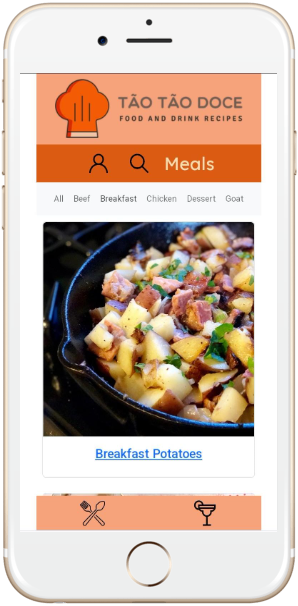 TÃO TÃO DOCE
FOOD AND DRINK RECIPES
Meals
All Beef Breakfast Chicken Dessert Goat
Breakfast Potatoes